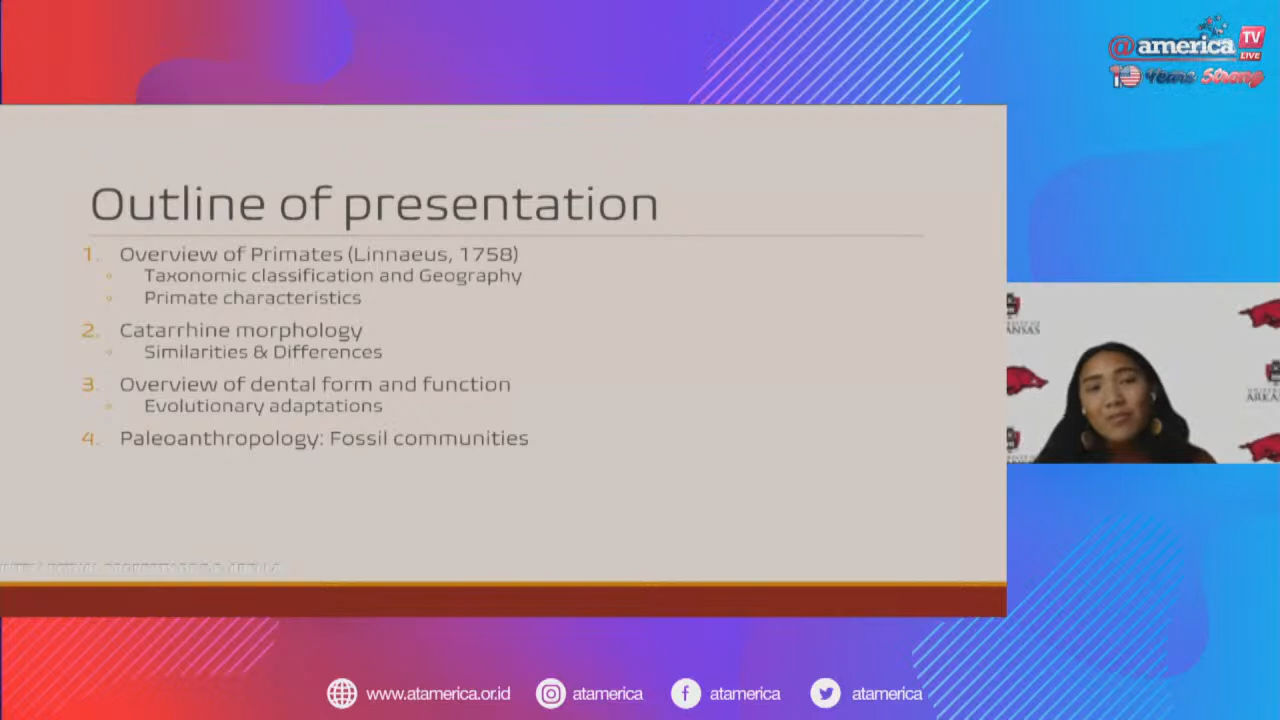 @america TV
LIVE
10 Years Strong
Outline of presentation
1. Overview of Primates (Linnaeus, 1758)
◦ Taxonomic classification and Geography
◦ Primate characteristics
2. Catarrhine morphology
◦ Similarities & Differences
3. Overview of dental form and function
◦ Evolutionary adaptations
4. Paleoanthropology: Fossil communities
www.atamerica.or.id atamerica atamerica atamerica